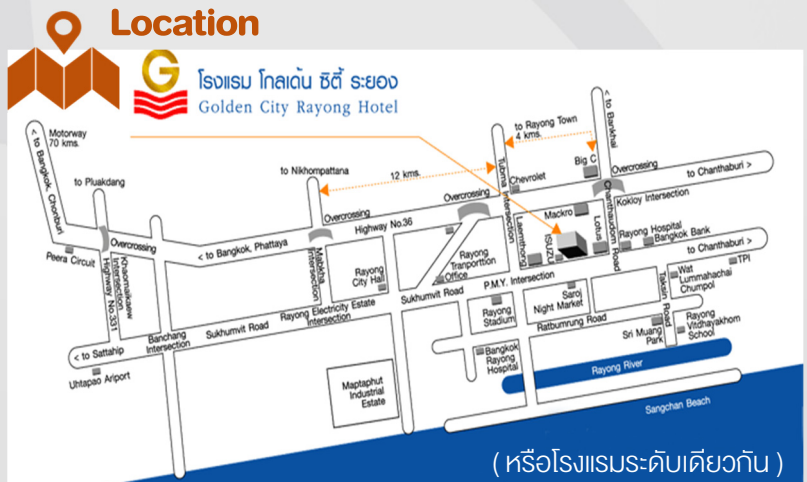 Location
G
โรงแรม โกลเด้น ซิตี้ ระยอง
Golden City Rayong Hotel
Motorway
70 kms.
< to Bangkok, Chonburi
to Pluakdang
to Nikhompattana
12 kms.
to Rayong Town
4 kms.
< to Bankhai
Big C
Overcrossing
to Chanthaburi >
Tubma Intersection
Chevrolet
Overcrossing
Chanthaudom Road
Kokloy Intersection
Overcrossing
Highway No.36
Mackro
Lotus
Rayong Hospital
Bangkok Bank
Overcrossing
< to Bangkok, Phattaya
Peera Circuit
Khaomaikaew
Intersection
Highway No.331
Mapkha
Intersection
Rayong
City Hall
Rayong
Tranporttion
Office
Laemthong
ISUZU
to Chanthaburi >
P.M.Y. Intersection
TPI
Wat
Lummahachai
Chumpol
Taksin Road
Saroj
Night Market
Sukhumvit Road
Rayong
Stadium
Ratbumrung Road
Rayong Electricity Estate
Intersection
Sukhumvit Road
Banchang
Intersection
< to Sattahip
Uhtapao Ariport
Sri Muang
Park
Rayong
Vitdhayakhom
School
Bangkok
Rayong
Hospital
Rayong River
Maptaphut
Industrial
Estate
Sangchan Beach
( หรือโรงแรมระดับเดียวกัน )